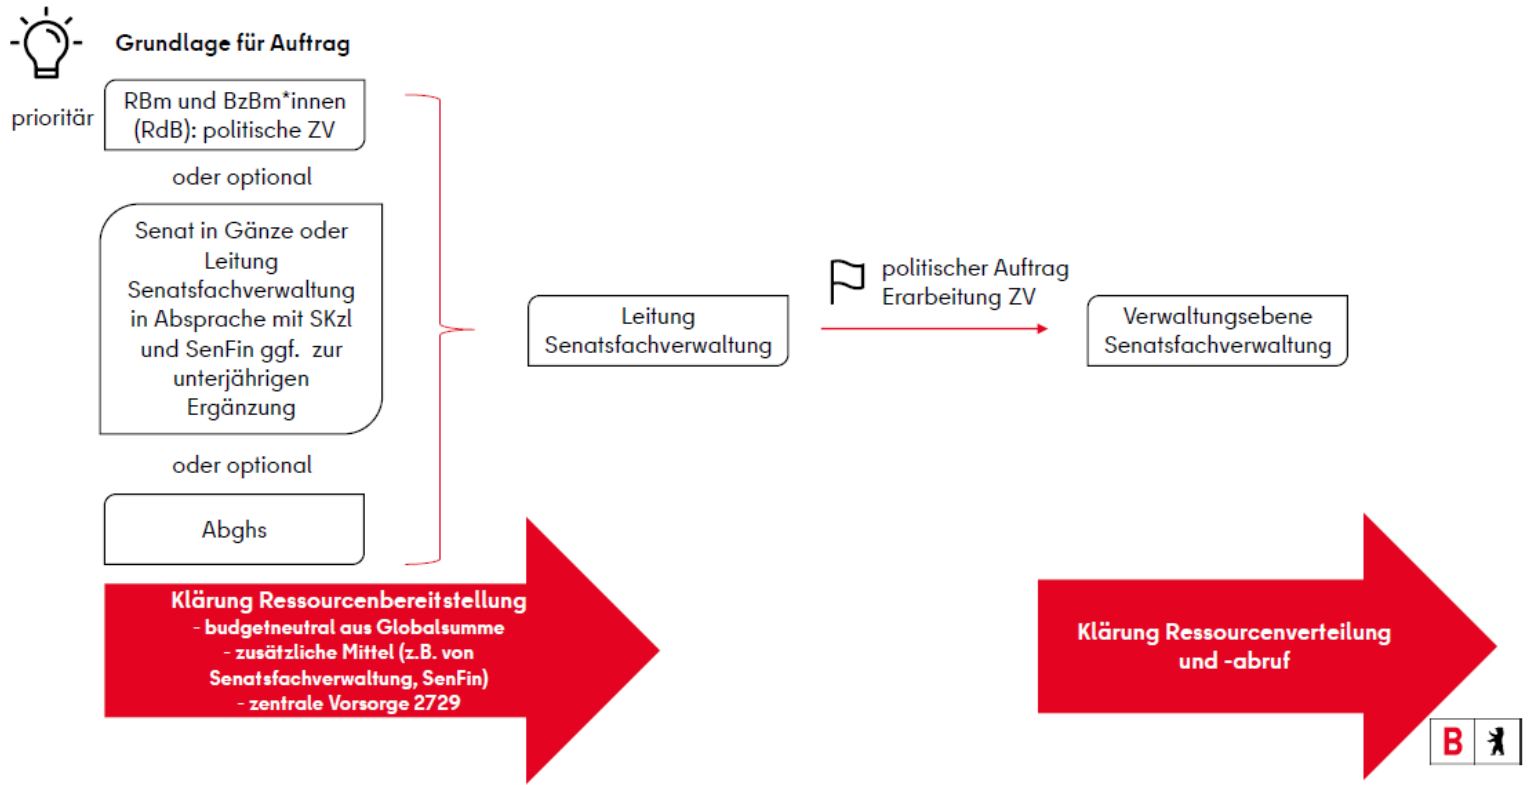 Grundlage für Auftrag
prioritär
RBm und BzBm*innen
(RdB): politische ZV
oder optional
Senat in Gänze oder
Leitung
Senatsfachverwaltung
in Absprache mit SKzl
und SenFin ggf. zur
unterjährigen
Ergänzung
oder optional
Abghs
Leitung
Senatsfachverwaltung
politischer Auftrag
Erarbeitung ZV
Verwaltungsebene
Senatsfachverwaltung
Klärung Ressourcenbereitstellung
- budgetneutral aus Globalsumme
- zusätzliche Mittel (z.B. von
Senatsfachverwaltung, SenFin)
- zentrale Vorsorge 2729
Klärung Ressourcenverteilung
und -abruf
B